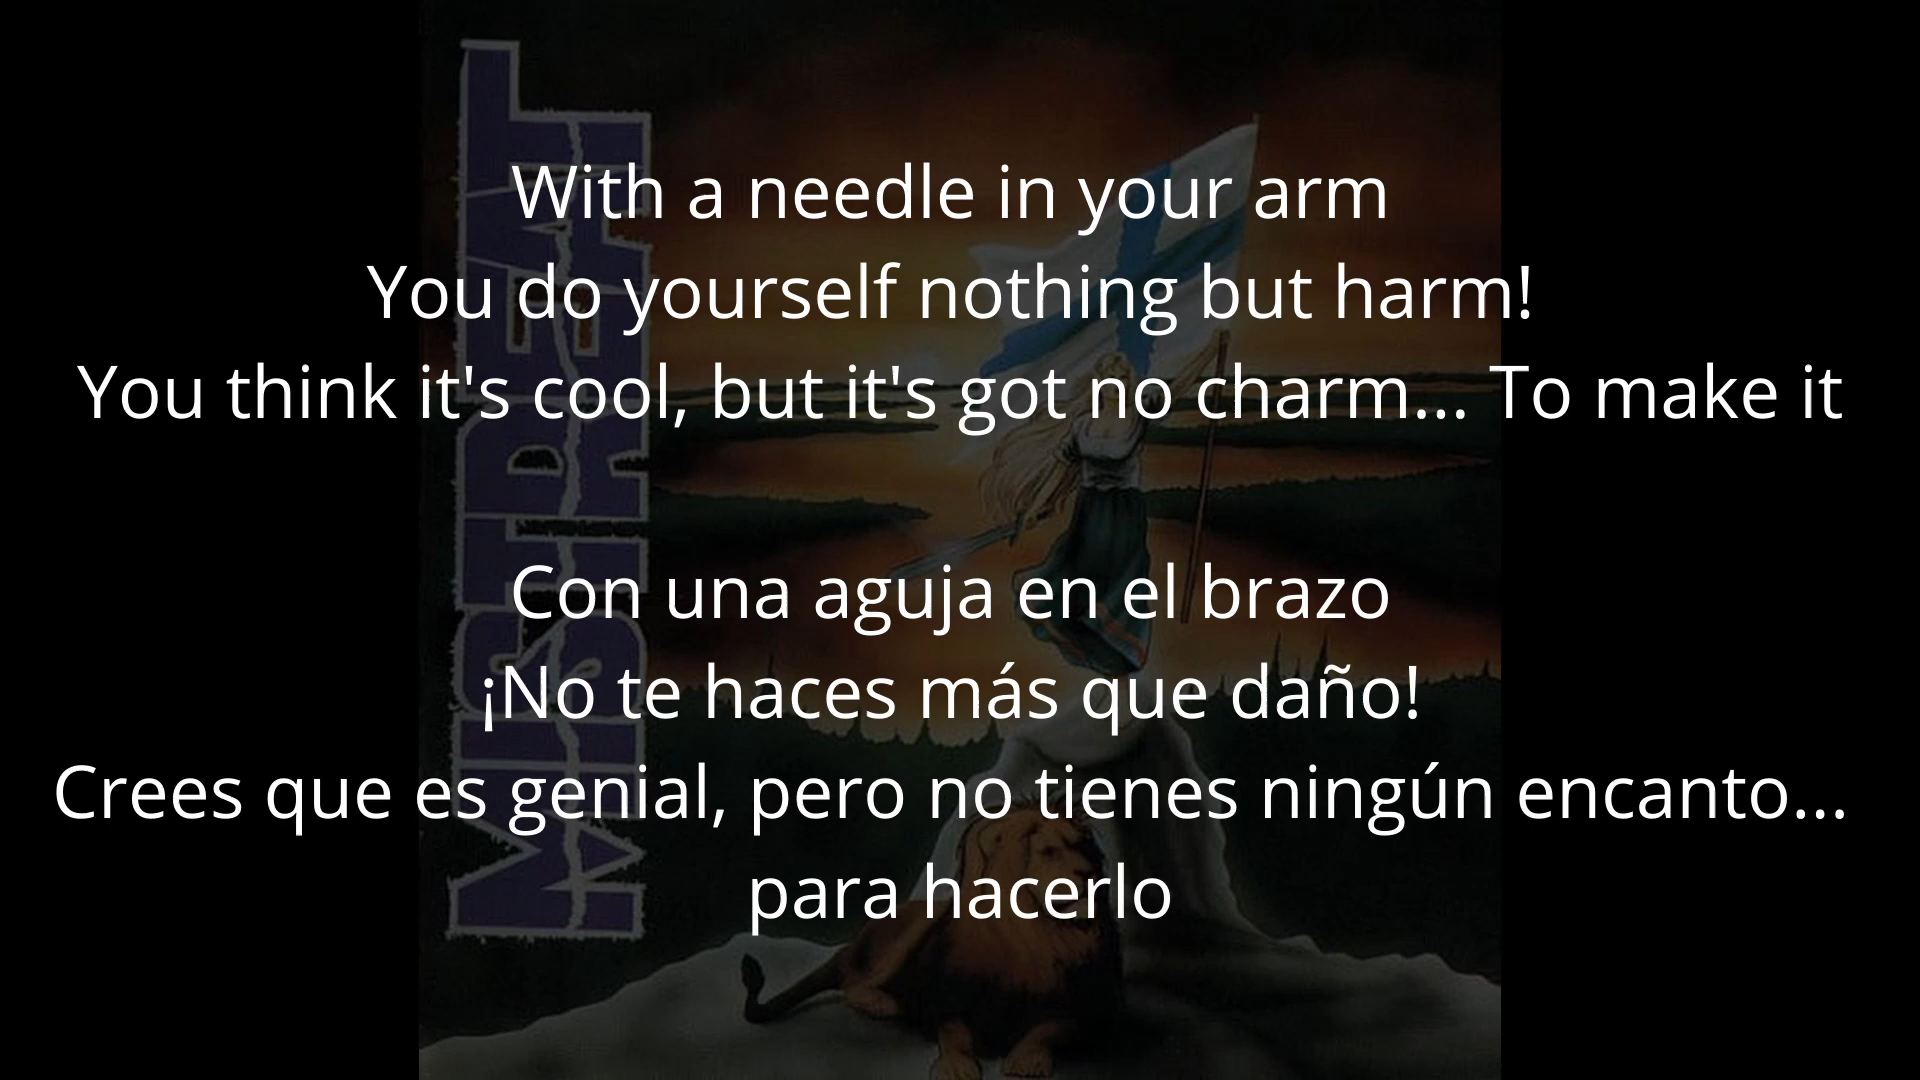 MISTREAT
With a needle in your arm
You do yourself nothing but harm!
You think it's cool, but it's got no charm... To make it
Con una aguja en el brazo
¡No te haces más que daño!
Crees que es genial, pero no tienes ningún encanto...
para hacerlo